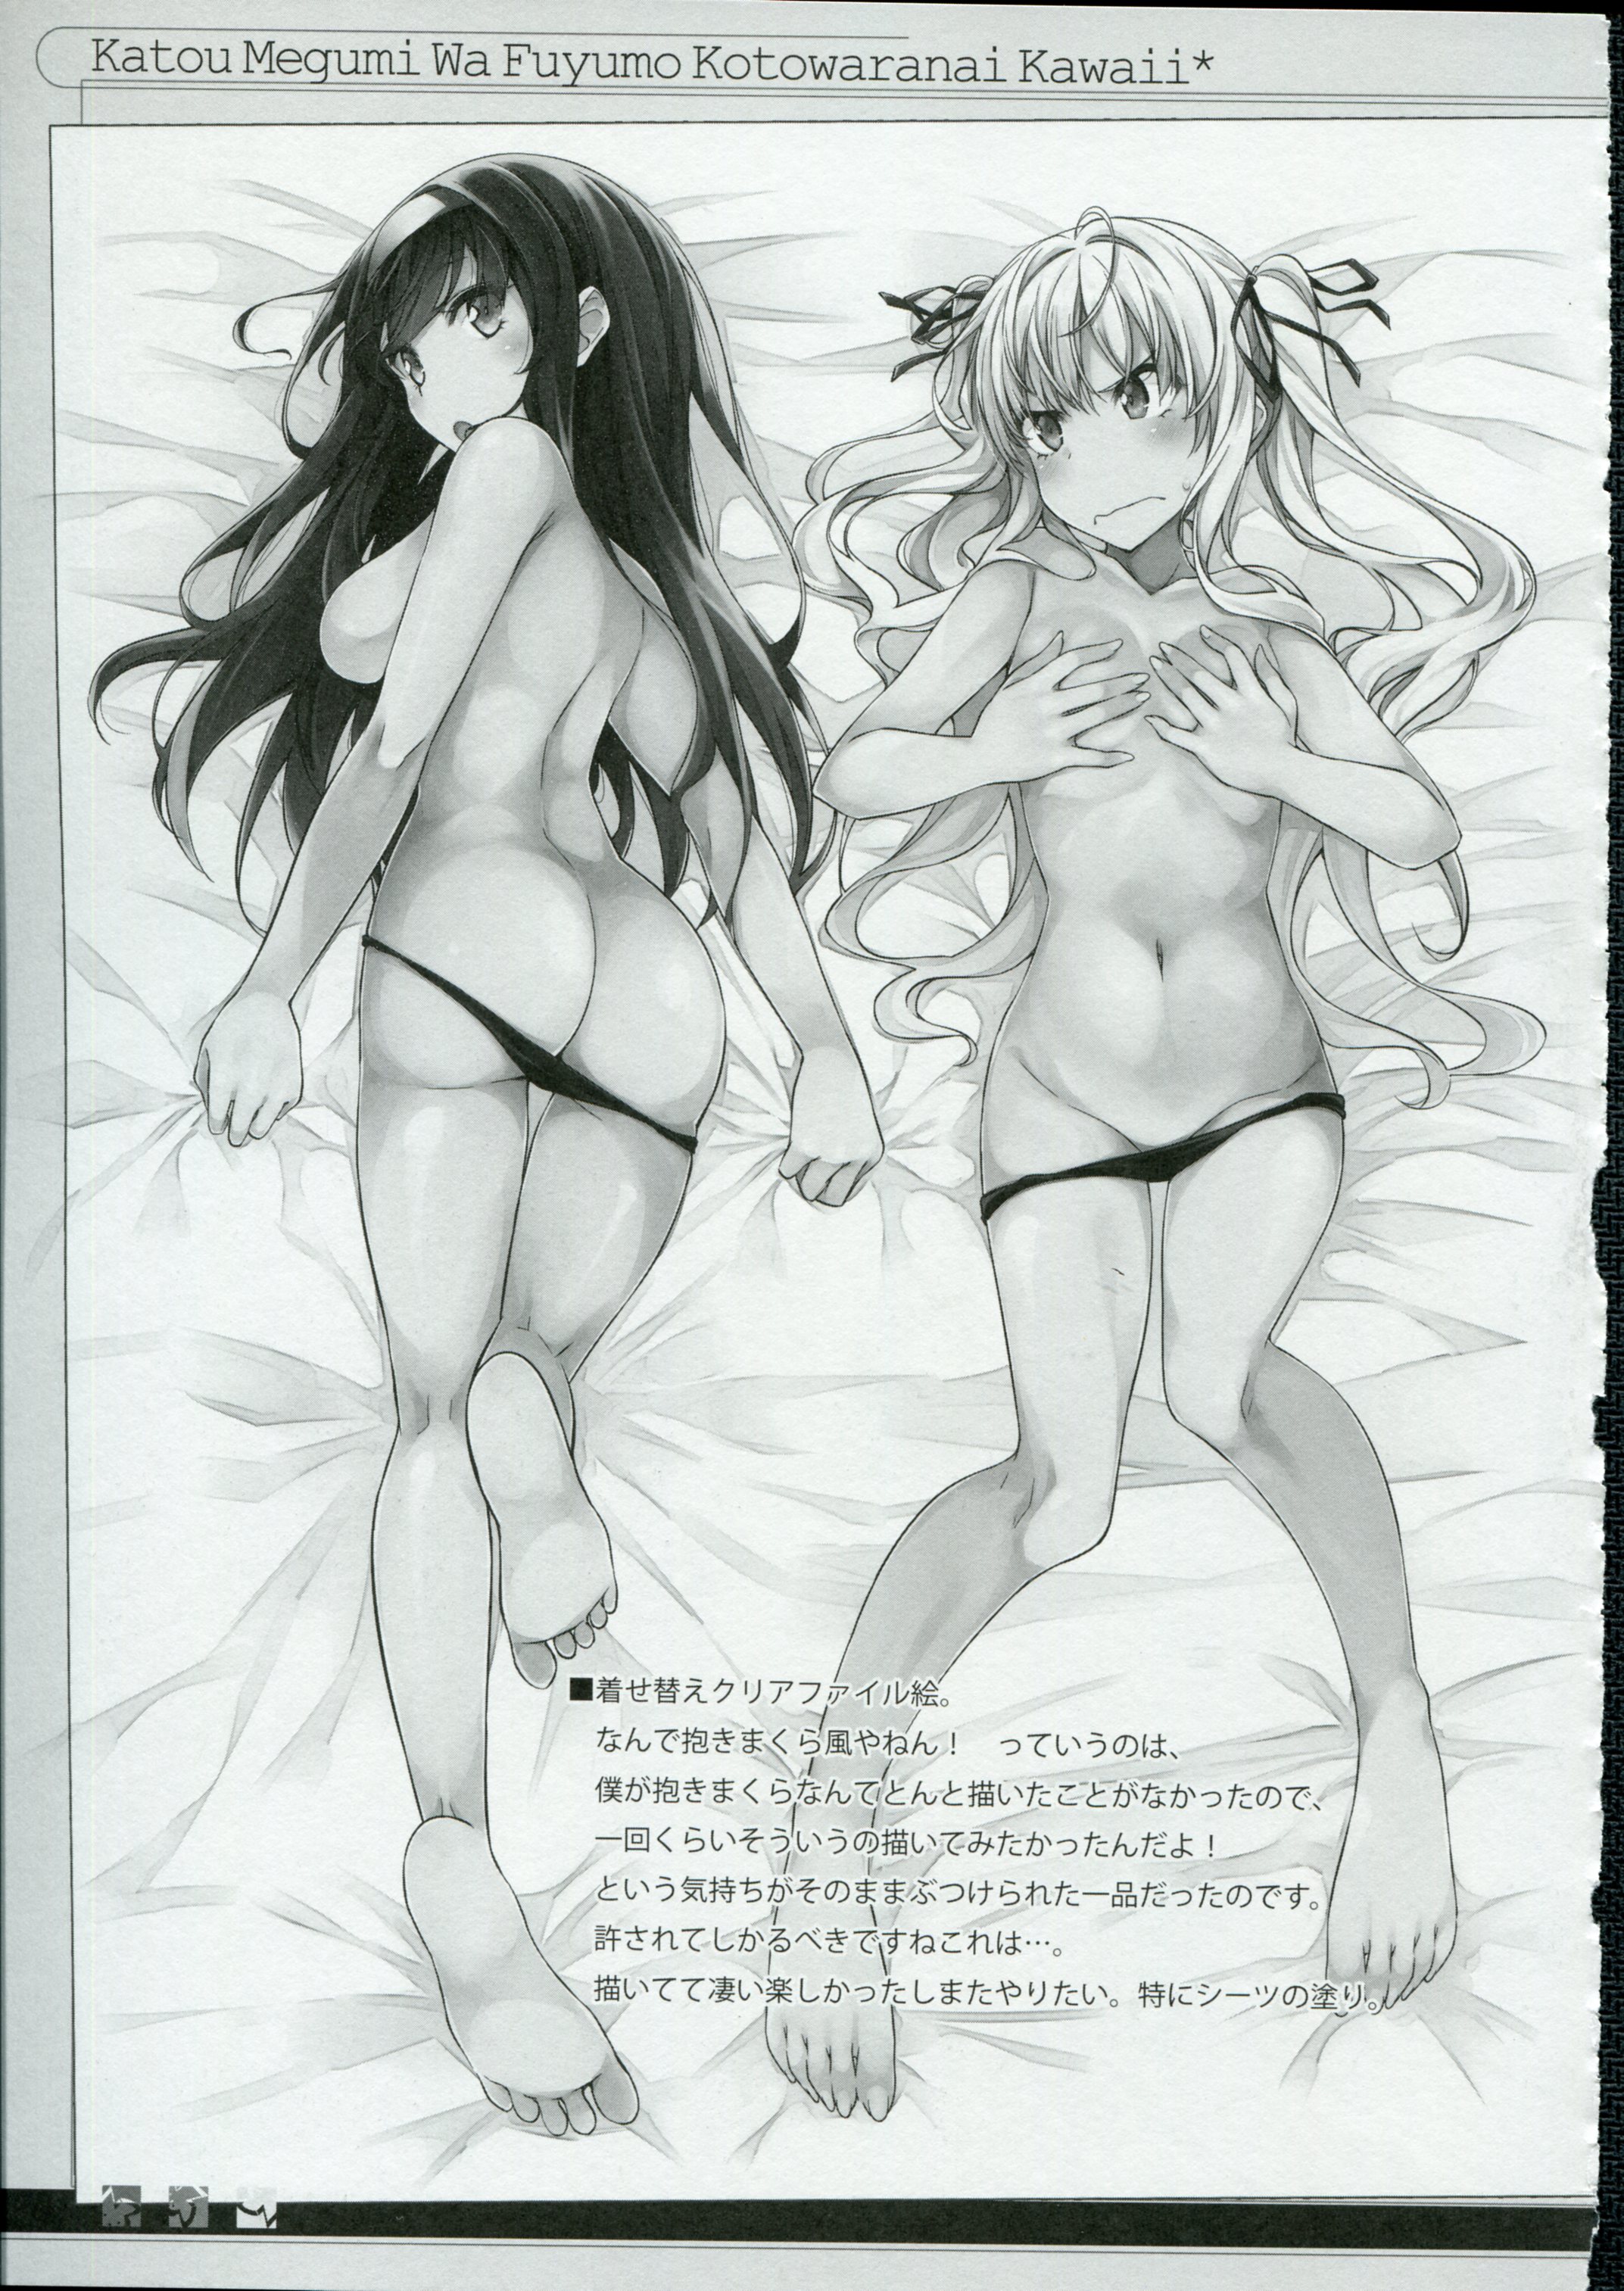 Katou Megumi Wa Fuyumo Kotowaranai Kawaii*
■着せ替えクリアファイル絵。
なんで抱きまくら風やねん！　っていうのは、
僕が抱きまくらなんてとんと描いたことがなかったので、
一回くらいそういうの描いてみたかったんだよ！
という気持ちがそのままぶつけられた一品だったのです。
許されてしかるべきですねこれは…。
描いてて凄い楽しかったしまたやりたい。特にシーツの塗り。